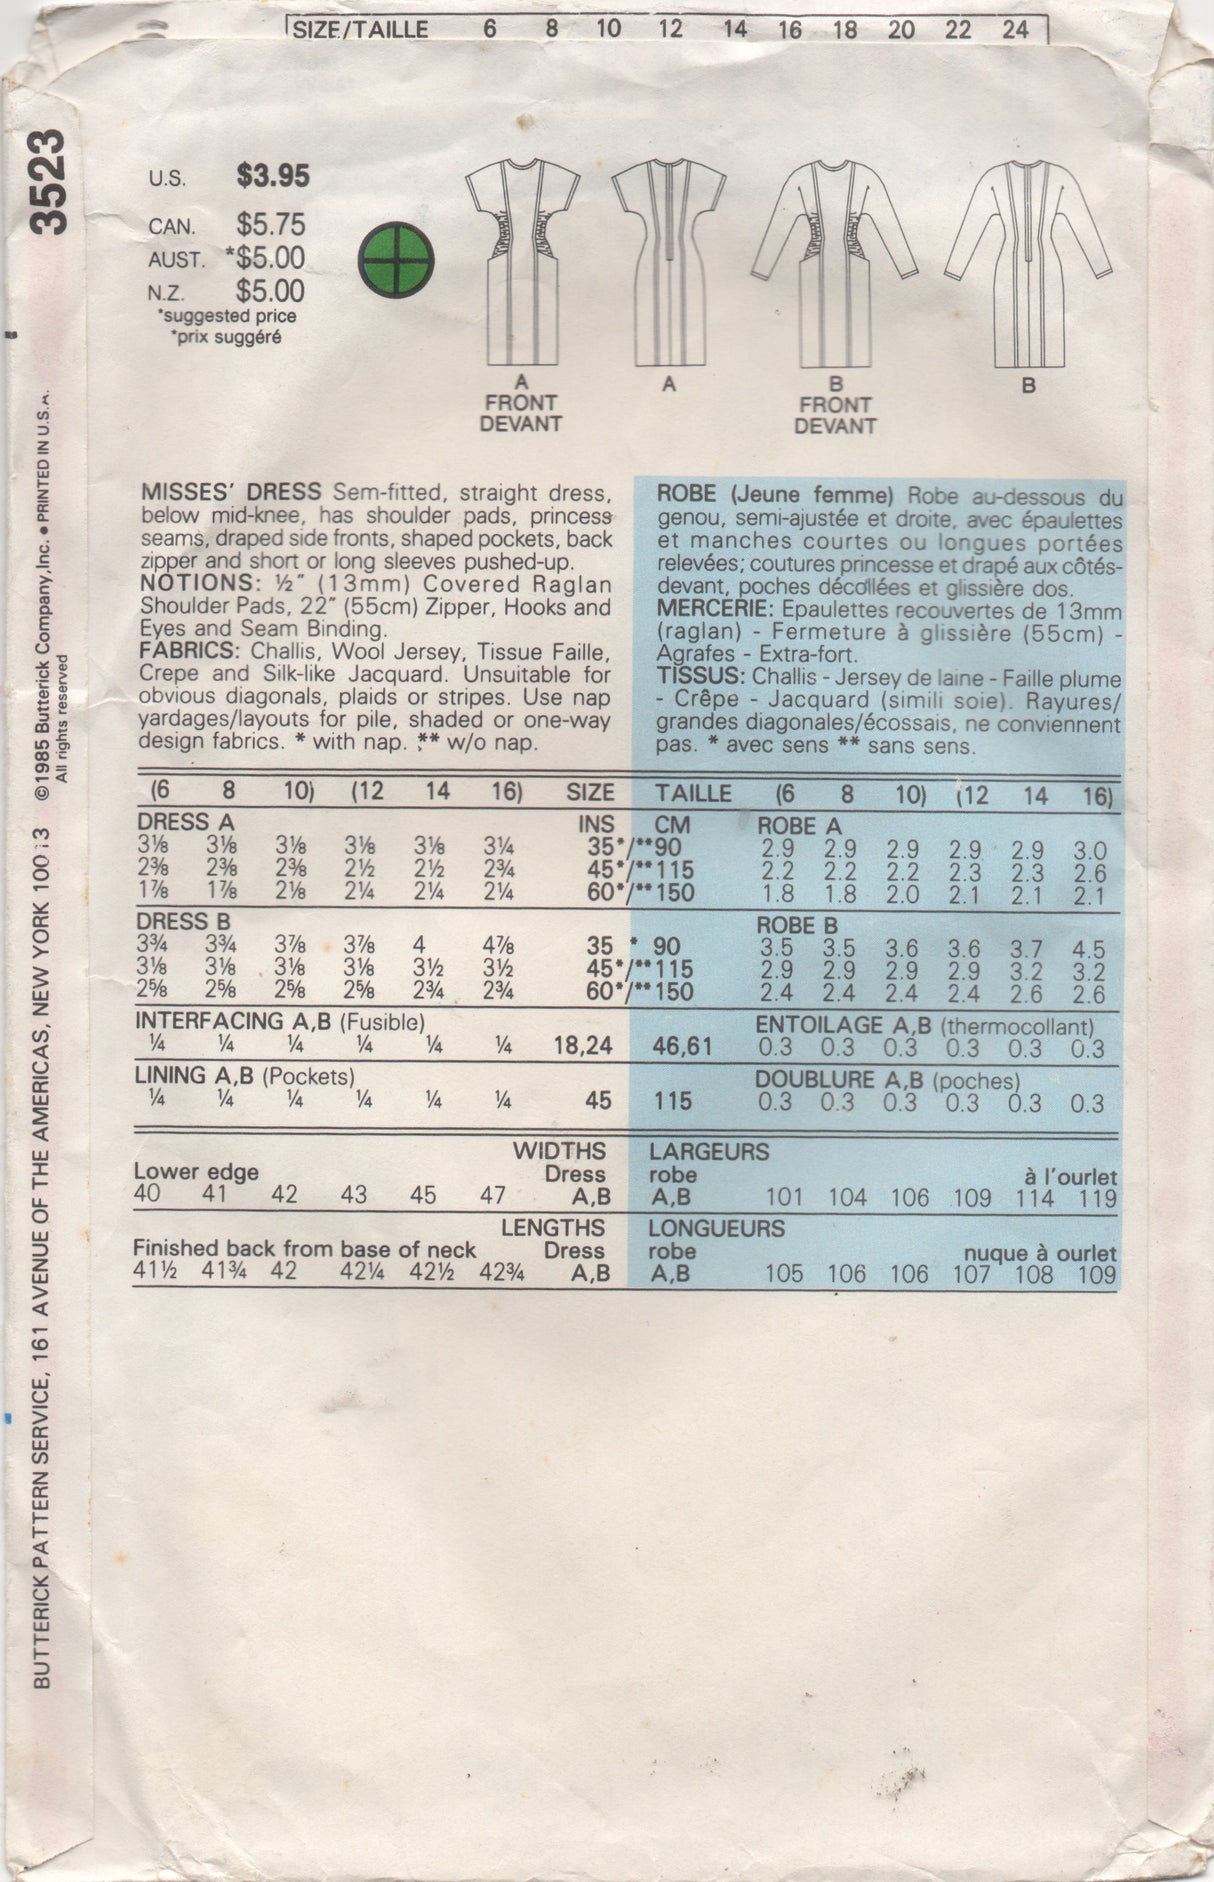 SIZE/TAILLE 6 8 10 12 14 16 18 20 22 24
3523
©1985 Butterick Company,Inc. ● PRINTED IN U.S.A.
All rights reserved
BUTTERICK PATTERN SERVICE, 161 AVENUE OF THE AMERICAS, NEW YORK 10013
U.S. $3.95
CAN. $5.75
AUST. *$5.00
N.Z. $5.00
*suggested price
*prix suggéré
A
FRONT
DEVANT
A
B
FRONT
DEVANT
B
MISSES' DRESS Sem-fitted, straight dress,
below mid-knee, has shoulder pads, princess
seams, draped side fronts, shaped pockets, back
zipper and short or long sleeves pushed-up.
NOTIONS: ½" (13mm) Covered Raglan
Shoulder Pads, 22" (55cm) Zipper, Hooks and
Eyes and Seam Binding.
FABRICS: Challis, Wool Jersey, Tissue Faille,
Crepe and Silk-like Jacquard. Unsuitable for
obvious diagonals, plaids or stripes. Use nap
yardages/layouts for pile, shaded or one-way
design fabrics. * with nap. ** w/o nap.
ROBE (Jeune femme) Robe au-dessous du
genou, semi-ajustée et droite, avec épaulettes
et manches courtes ou longues portées
relevées; coutures princesse et drapé aux côtés-
devant, poches décollées et glissière dos.
MERCERIE: Epaulettes recouvertes de 13mm
(raglan) - Fermeture à glissière (55cm) -
Agrafes - Extra-fort.
TISSUS: Challis - Jersey de laine - Faille plume
- Crêpe - Jacquard (simili soie). Rayures/
grandes diagonales/écossais, ne conviennent
pas. * avec sens ** sans sens.
(6 8 10) (12 14 16) SIZE TAILLE (6 8 10) (12 14 16)
DRESS A INS CM ROBE A
3⅛ 3⅛ 3⅛ 3⅛ 3⅛ 3¼ 35*/**90 2.9 2.9 2.9 2.9 2.9 3.0
2⅜ 2⅜ 2⅜ 2½ 2½ 2¾ 45*/**115 2.2 2.2 2.2 2.3 2.3 2.6
1⅞ 1⅞ 2⅛ 2¼ 2¼ 2¼ 60*/**150 1.8 1.8 2.0 2.1 2.1 2.1
DRESS B ROBE B
3¾ 3¾ 3⅞ 3⅞ 4 4⅞ 35 * 90 3.5 3.5 3.6 3.6 3.7 4.5
3⅛ 3⅛ 3⅛ 3⅛ 3½ 3½ 45*/**115 2.9 2.9 2.9 2.9 3.2 3.2
2⅝ 2⅝ 2⅝ 2⅝ 2¾ 2¾ 60*/**150 2.4 2.4 2.4 2.4 2.6 2.6
INTERFACING A,B (Fusible) ENTOILAGE A,B (thermocollant)
¼ ¼ ¼ ¼ ¼ ¼ 18,24 46,61 0.3 0.3 0.3 0.3 0.3 0.3
LINING A,B (Pockets) DOUBLURE A,B (poches)
¼ ¼ ¼ ¼ ¼ ¼ 45 115 0.3 0.3 0.3 0.3 0.3 0.3
WIDTHS LARGEURS
Lower edge Dress robe à l'ourlet
40 41 42 43 45 47 A,B A,B 101 104 106 109 114 119
LENGTHS LONGUEURS
Finished back from base of neck Dress robe nuque à ourlet
41½ 41¾ 42 42¼ 42½ 42¾ A,B A,B 105 106 106 107 108 109